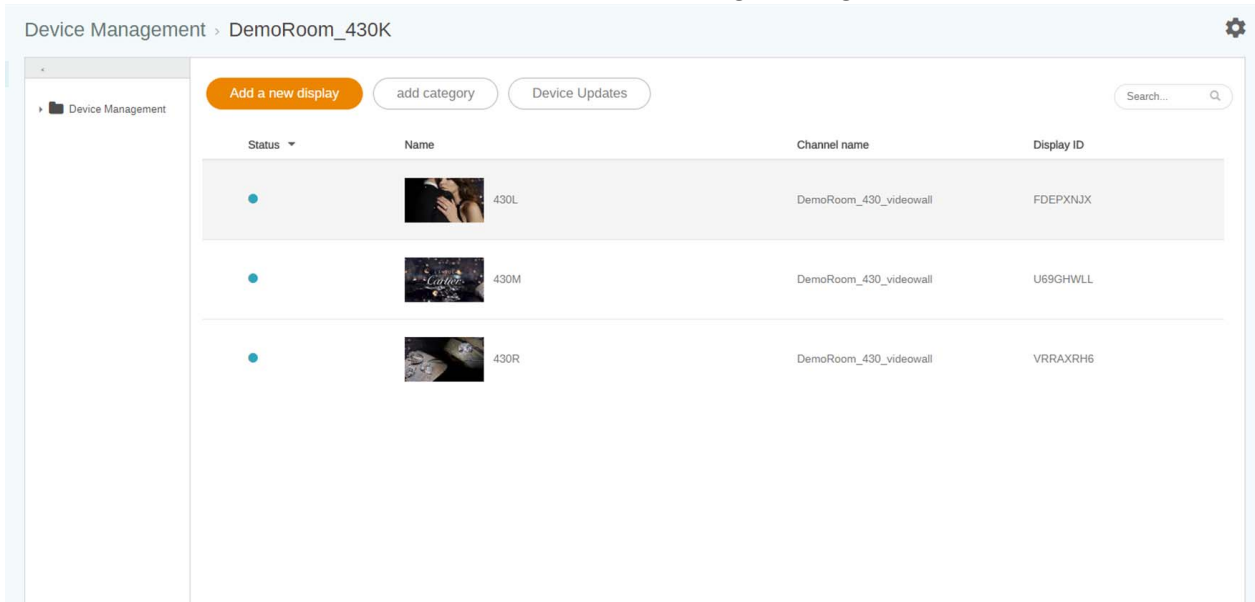 Device Management › DemoRoom_430K
Device Management
Add a new display add category Device Updates Search...
Status Name Channel name Display ID
430L DemoRoom_430_videowall FDEPXNJX
Cartier 430M DemoRoom_430_videowall U69GHWLL
430R DemoRoom_430_videowall VRRAXRH6